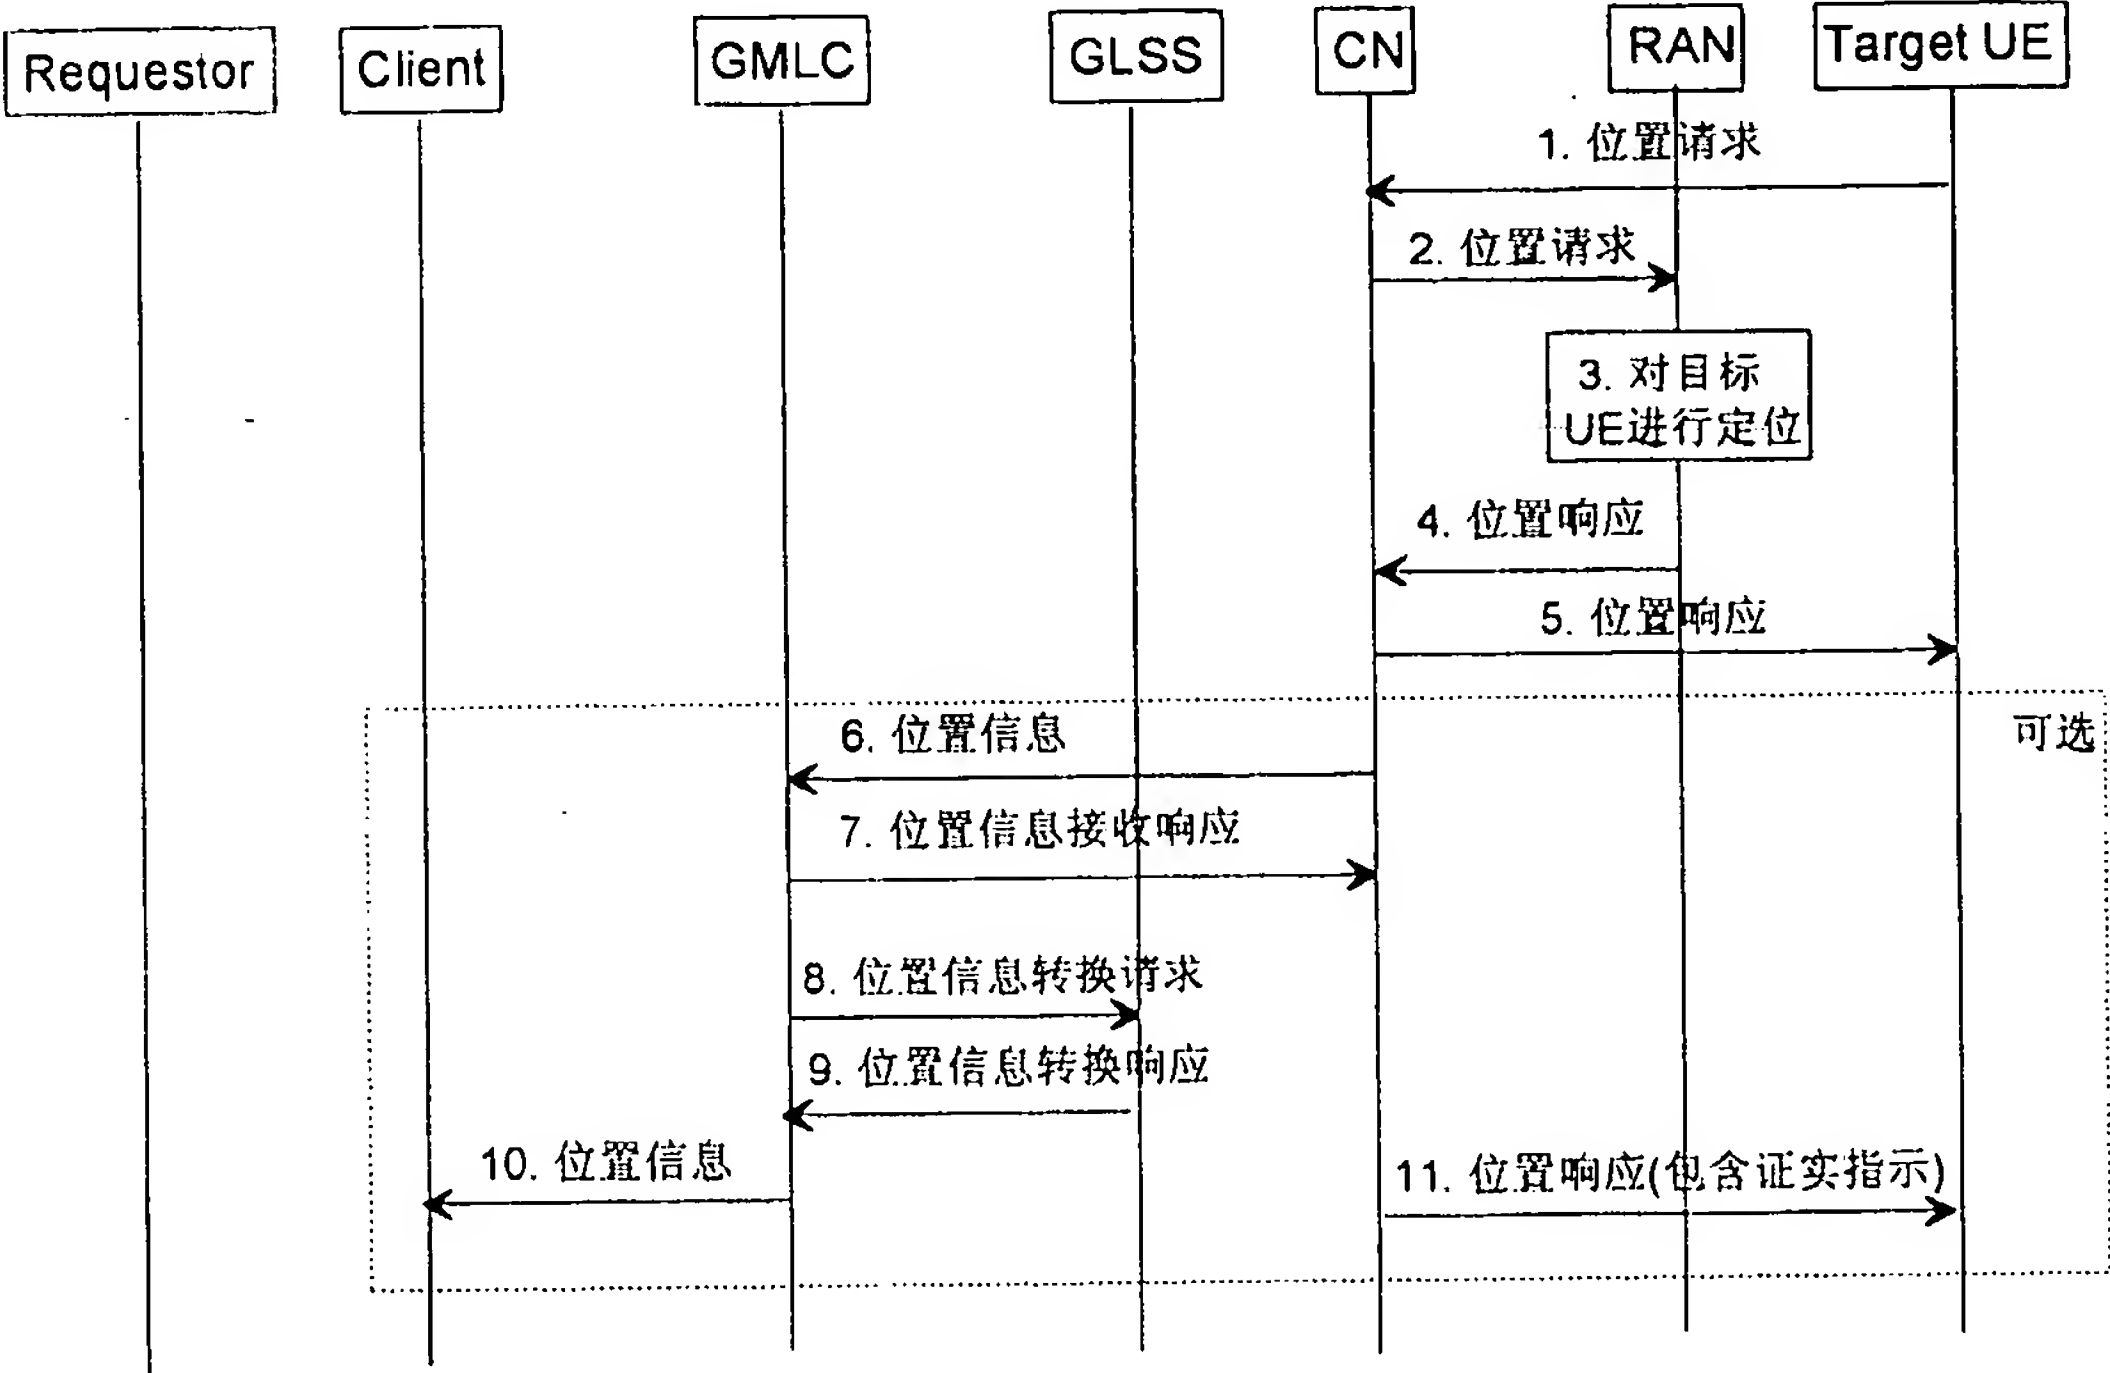 Requestor
Client
GMLC
GLSS
CN
RAN
Target UE
1. 位置请求
2. 位置请求
3. 对目标
UE进行定位
4. 位置响应
5. 位置响应
可选
6. 位置信息
7. 位置信息接收响应
8. 位置信息转换请求
9. 位置信息转换响应
10. 位置信息
11. 位置响应(包含证实指示)